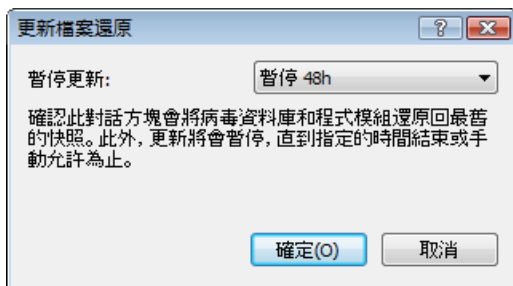 更新檔案還原
暫停更新:
暫停 48h
確認此對話方塊會將病毒資料庫和程式模組還原回最舊
的快照。此外, 更新將會暫停, 直到指定的時間結束或手
動允許為止。
確定(O)
取消